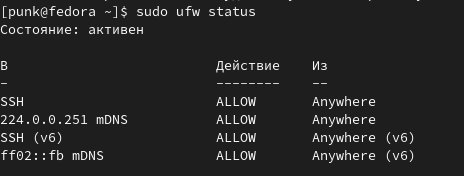 [punk@fedora ~]$ sudo ufw status
Состояние: активен
В Действие Из
- -------- --
SSH ALLOW Anywhere
224.0.0.251 mDNS ALLOW Anywhere
SSH (v6) ALLOW Anywhere (v6)
ff02::fb mDNS ALLOW Anywhere (v6)